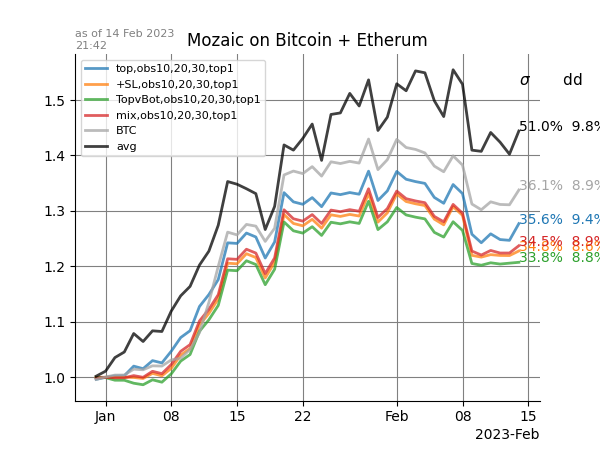 as of 14 Feb 2023
21:42
Mozaic on Bitcoin + Etherum
top,obs10,20,30,top1
+SL,obs10,20,30,top1
TopvBot,obs10,20,30,top1
mix,obs10,20,30,top1
BTC
avg
σ dd
51.0% 9.8%
36.1% 8.9%
35.6% 9.4%
34.5% 8.9%
33.8% 8.8%
1.5
1.4
1.3
1.2
1.1
1.0
Jan 08 15 22 Feb 08 15
2023-Feb